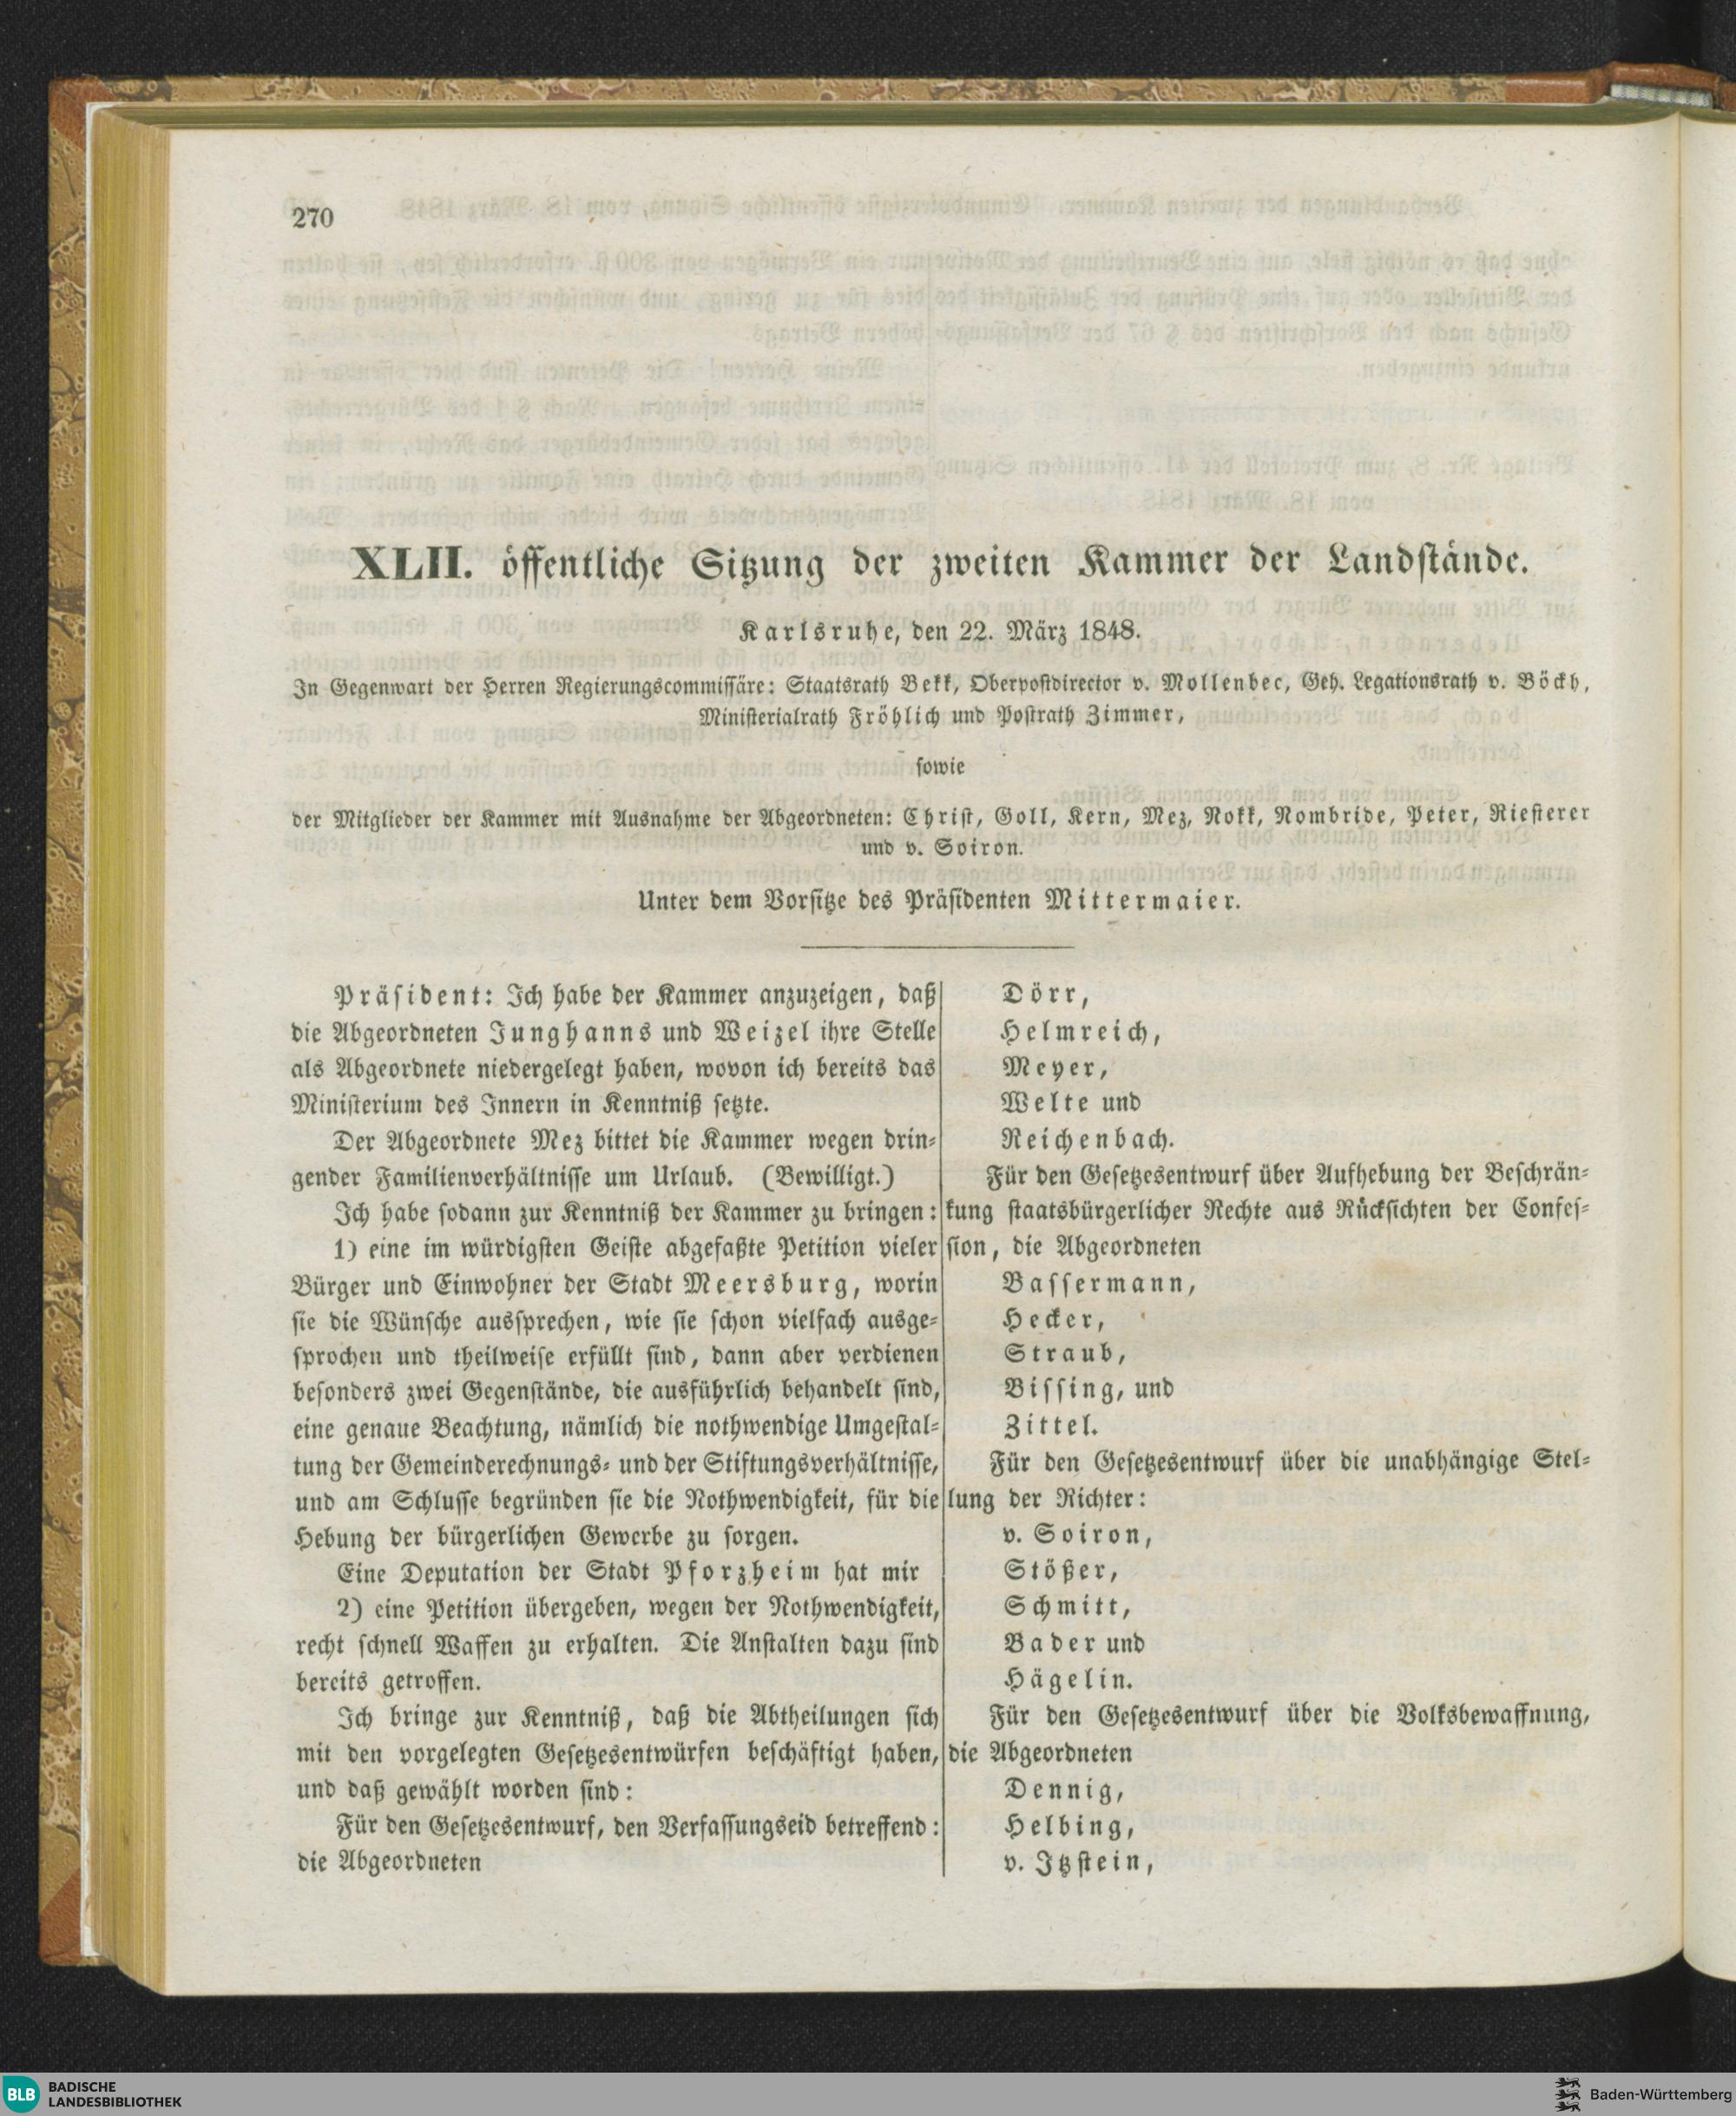 270
XLII. öffentliche Sitzung der zweiten Kammer der Landstände.
Karlsruhe, den 22. März 1848.
In Gegenwart der Herren Regierungscommissäre: Staatsrath Bekk, Oberpostdirector v. Mollenbec, Geh. Legationsrath v. Böckh,
Ministerialrath Fröhlich und Postrath Zimmer,
sowie
der Mitglieder der Kammer mit Ausnahme der Abgeordneten: Christ, Goll, Kern, Mez, Nokk, Nombride, Peter, Riesterer
und v. Soiron.
Unter dem Vorsitze des Präsidenten Mittermaier.
Präsident: Ich habe der Kammer anzuzeigen, daß
die Abgeordneten Junghanns und Weizel ihre Stelle
als Abgeordnete niedergelegt haben, wovon ich bereits das
Ministerium des Innern in Kenntniß setzte.
Der Abgeordnete Mez bittet die Kammer wegen drin-
gender Familienverhältnisse um Urlaub. (Bewilligt.)
Ich habe sodann zur Kenntniß der Kammer zu bringen:
1) eine im würdigsten Geiste abgefaßte Petition vieler
Bürger und Einwohner der Stadt Meersburg, worin
sie die Wünsche aussprechen, wie sie schon vielfach ausge-
sprochen und theilweise erfüllt sind, dann aber verdienen
besonders zwei Gegenstände, die ausführlich behandelt sind,
eine genaue Beachtung, nämlich die nothwendige Umgestal-
tung der Gemeinderechnungs- und der Stiftungsverhältnisse,
und am Schlusse begründen sie die Nothwendigkeit, für die
Hebung der bürgerlichen Gewerbe zu sorgen.
Eine Deputation der Stadt Pforzheim hat mir
2) eine Petition übergeben, wegen der Nothwendigkeit,
recht schnell Waffen zu erhalten. Die Anstalten dazu sind
bereits getroffen.
Ich bringe zur Kenntniß, daß die Abtheilungen sich
mit den vorgelegten Gesetzesentwürfen beschäftigt haben,
und daß gewählt worden sind:
Für den Gesetzesentwurf, den Verfassungseid betreffend:
die Abgeordneten
Dörr,
Helmreich,
Meyer,
Welte und
Reichenbach.
Für den Gesetzesentwurf über Aufhebung der Beschrän-
kung staatsbürgerlicher Rechte aus Rücksichten der Confes-
sion, die Abgeordneten
Bassermann,
Hecker,
Straub,
Bissing, und
Zittel.
Für den Gesetzesentwurf über die unabhängige Stel-
lung der Richter:
v. Soiron,
Stößer,
Schmitt,
Bader und
Hägelin.
Für den Gesetzesentwurf über die Volksbewaffnung,
die Abgeordneten
Dennig,
Helbing,
v. Itzstein,
BLB BADISCHE
LANDESBIBLIOTHEK
Baden-Württemberg